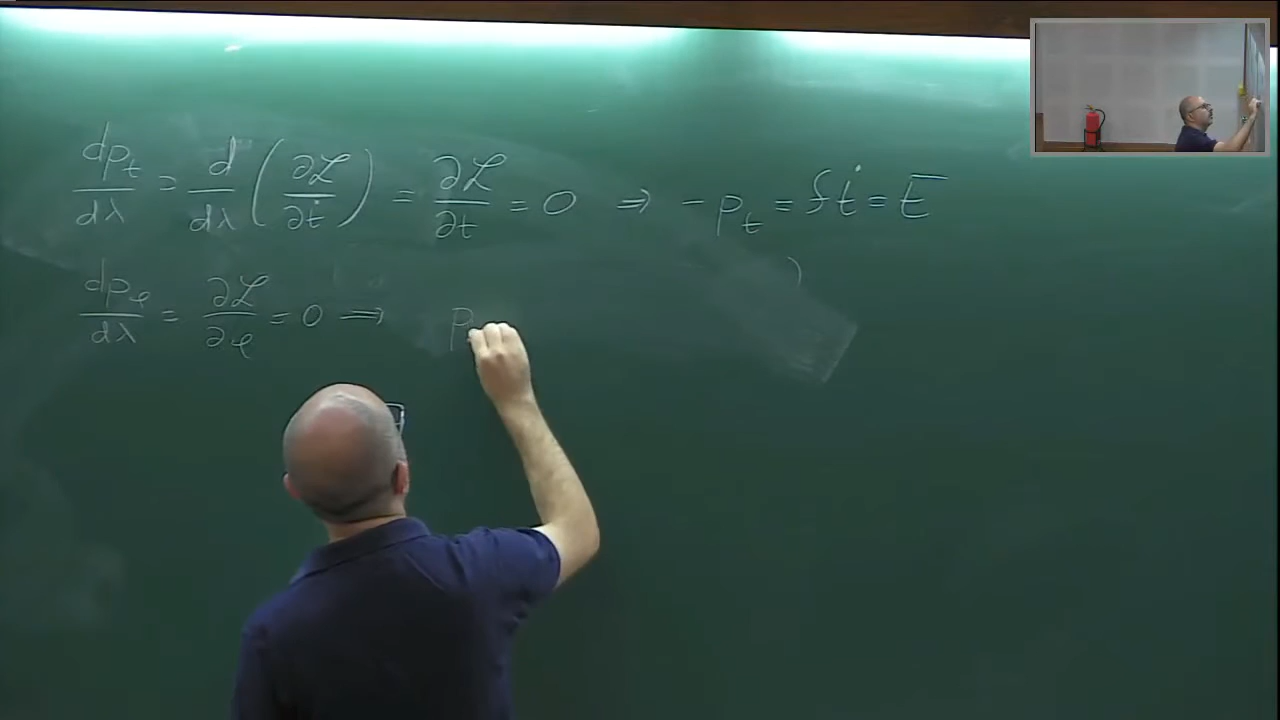 dp_t/dλ = d/dλ (∂ℒ/∂ṫ) = ∂ℒ/∂t = 0 ⇒ -p_t = fṫ = E
dp_φ/dλ = ∂ℒ/∂φ = 0 ⇒ p